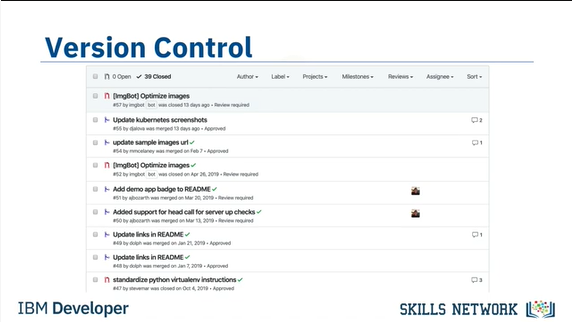 Version Control
0 Open ✓ 39 Closed Author Label Projects Milestones Reviews Assignee Sort
[ImgBot] Optimize images
#57 by imgbot bot was closed 13 days ago • Review required
Update kubernetes screenshots 2
#55 by djalova was merged 13 days ago • Approved
update sample images url ✓ 1
#54 by mmcelaney was merged on Feb 7 • Approved
[ImgBot] Optimize images ✓
#52 by imgbot bot was closed on Apr 26, 2019 • Review required
Add demo app badge to README ✓
#51 by ajbozarth was merged on Mar 20, 2019 • Review required
Added support for head call for server up checks ✓
#50 by ajbozarth was merged on Mar 13, 2019 • Review required
Update links in README ✓ 1
#49 by dolph was merged on Jan 21, 2019 • Approved
Update links in README ✓
#48 by dolph was merged on Jan 7, 2019 • Approved
standardize python virtualenv instructions ✓ 3
#47 by stevemar was closed on Oct 4, 2019 • Approved
IBM Developer
SKILLS NETWORK